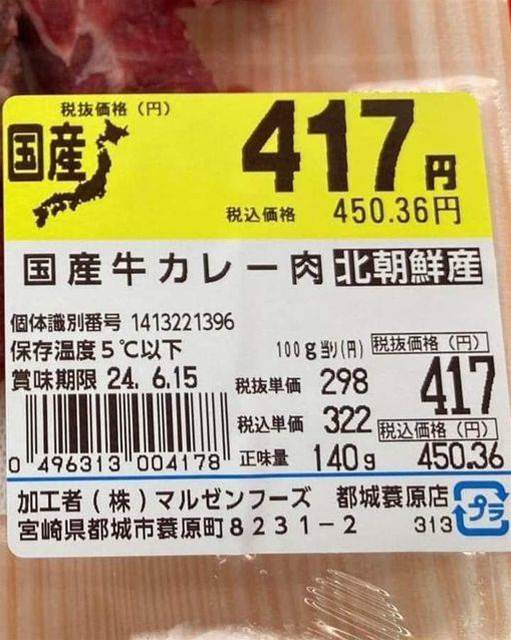 税抜価格(円)
国産
417円
税込価格 450.36円
国産牛カレー肉 北朝鮮産
個体識別番号 1413221396
保存温度5℃以下
賞味期限 24. 6.15
100g当り(円)
税抜単価 298
税込単価 322
正味量 140g
税抜価格(円)
417
税込価格(円)
450.36
0 496313 004178
加工者(株)マルゼンフーズ 都城蓑原店
宮崎県都城市蓑原町8231-2 313
プラ